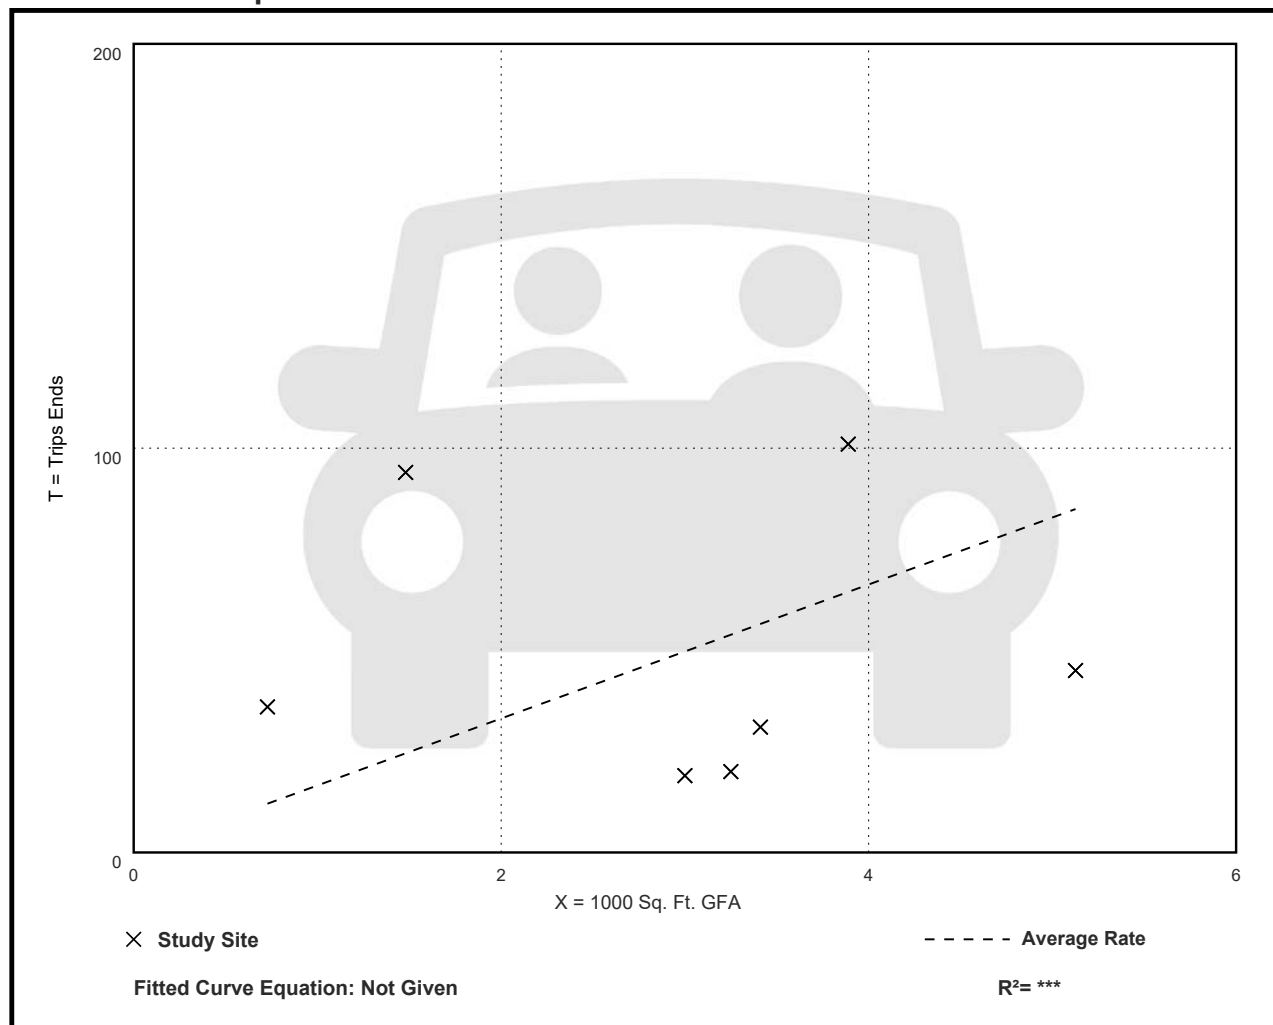 200
100
0
T = Trips Ends
0 2 4 6
X = 1000 Sq. Ft. GFA
Study Site
Average Rate
Fitted Curve Equation: Not Given
R²= ***